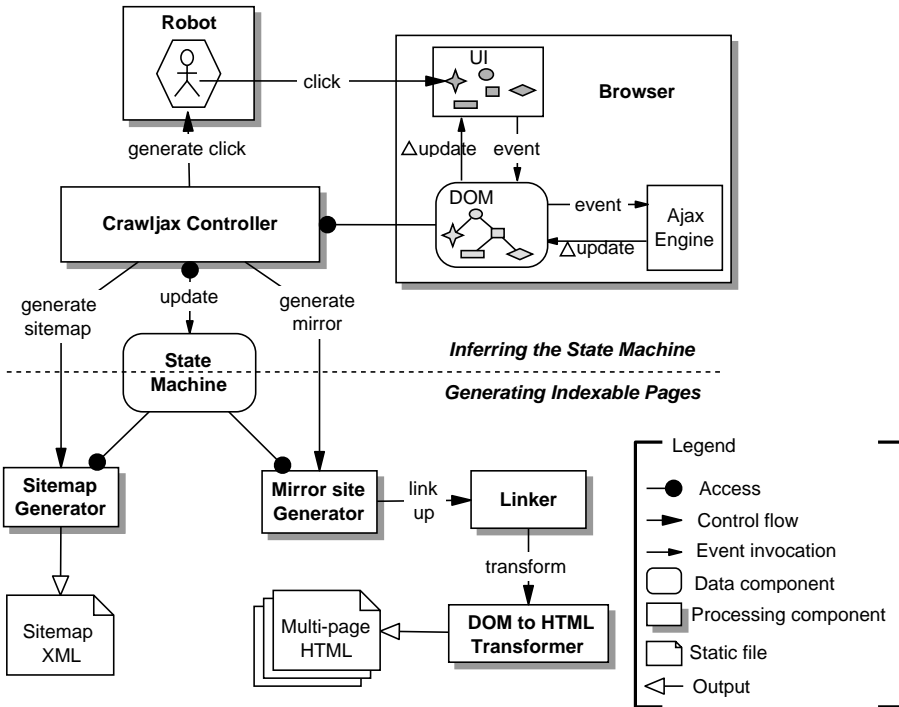 Robot
click
UI
Browser
generate click
△update
event
DOM
event
△update
Ajax
Engine
Crawljax Controller
generate
sitemap
update
generate
mirror
State
Machine
Inferring the State Machine
Generating Indexable Pages
Sitemap
Generator
Mirror site
Generator
link
up
Linker
transform
Sitemap
XML
Multi-page
HTML
DOM to HTML
Transformer
Legend
Access
Control flow
Event invocation
Data component
Processing component
Static file
Output